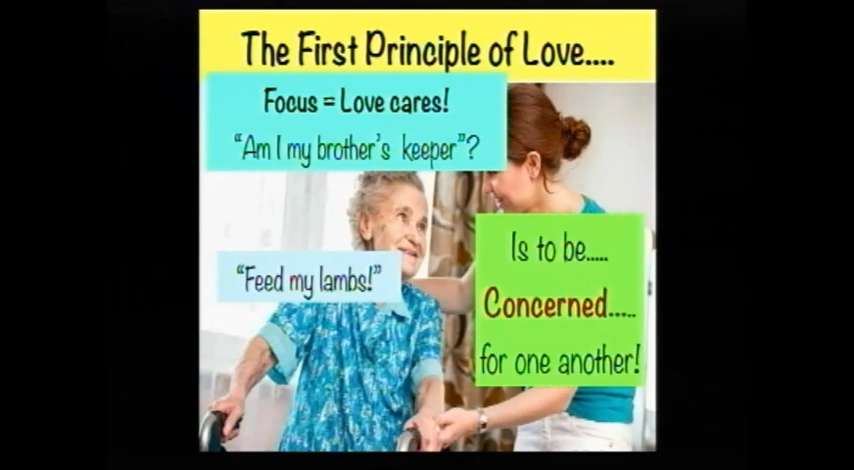 The First Principle of Love....
Focus = Love cares!
“Am I my brother’s keeper”?
“Feed my lambs!”
Is to be.....
Concerned.....
for one another!